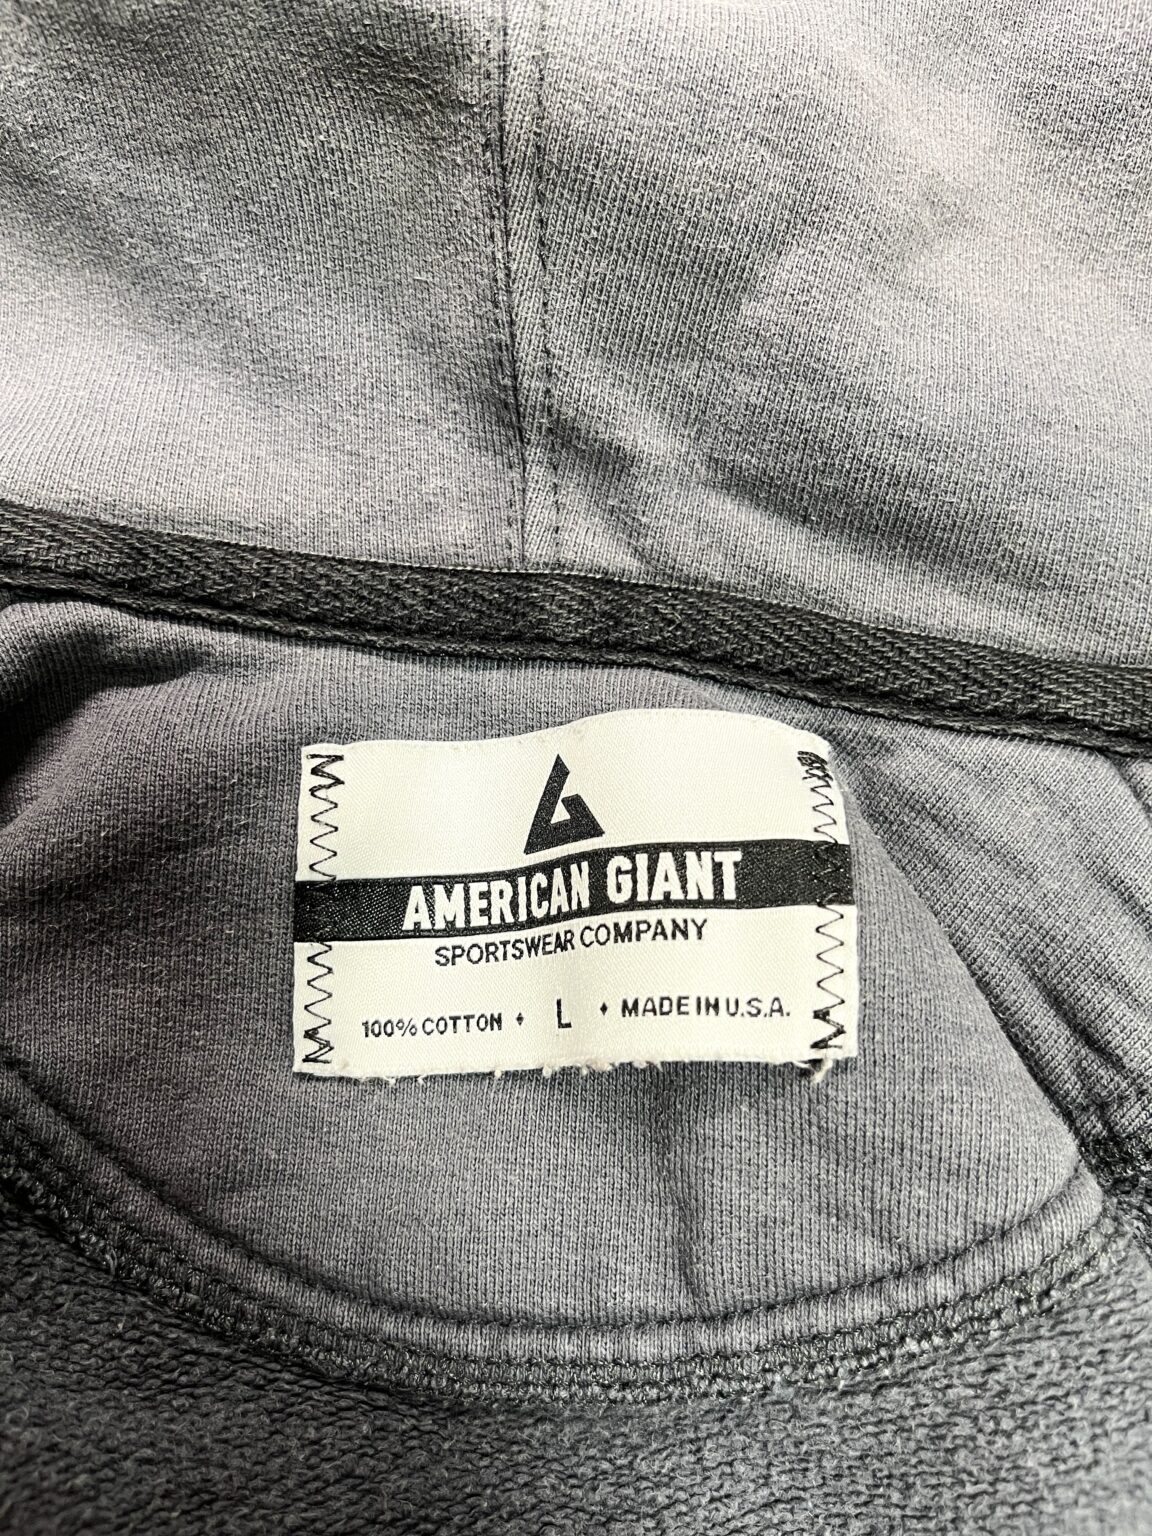 AMERICAN GIANT
SPORTSWEAR COMPANY
100% COTTON ♦ L ♦ MADE IN U.S.A.